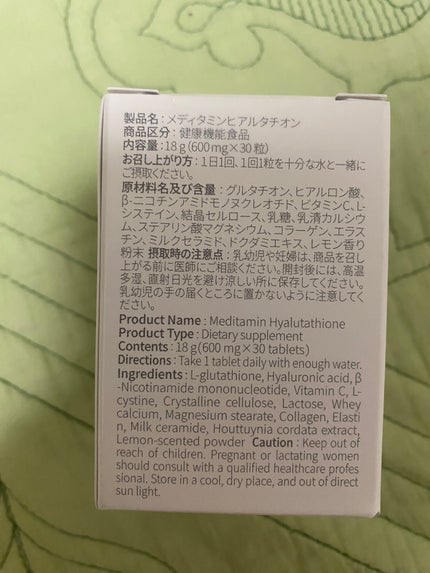 製品名 : メディタミンヒアルタチオン
商品区分 : 健康機能食品
内容量 : 18 g (600 mg×30 粒)
お召し上がり方 : 1日1回、1回1粒を十分な水と一緒に
ご摂取ください。
原材料名及び含量 : グルタチオン、ヒアルロン酸、
β-ニコチンアミドモノヌクレオチド、ビタミンC、L-
システイン、結晶セルロース、乳糖、乳清カルシウ
ム、ステアリン酸マグネシウム、コラーゲン、エラス
チン、ミルクセラミド、ドクダミエキス、レモン香り
粉末 摂取時の注意点 : 乳幼児や妊婦は、商品を召し
上がる前に医師にご相談ください。開封後には、高温
多湿、直射日光を避け涼しい所に保存してください。
乳幼児の手の届くところに置かないように注意してく
ださい。
Product Name : Meditamin Hyalutathione
Product Type : Dietary supplement
Contents : 18 g (600 mg×30 tablets)
Directions : Take 1 tablet daily with enough water.
Ingredients : L-glutathione, Hyaluronic acid, β
-Nicotinamide mononucleotide, Vitamin C, L-
cystine, Crystalline cellulose, Lactose, Whey
calcium, Magnesium stearate, Collagen, Elasti
n, Milk ceramide, Houttuynia cordata extract,
Lemon-scented powder Caution : Keep out of
reach of children. Pregnant or lactating women
should consult with a qualified healthcare profes
sional. Store in a cool, dry place, and out of direct
sun light.